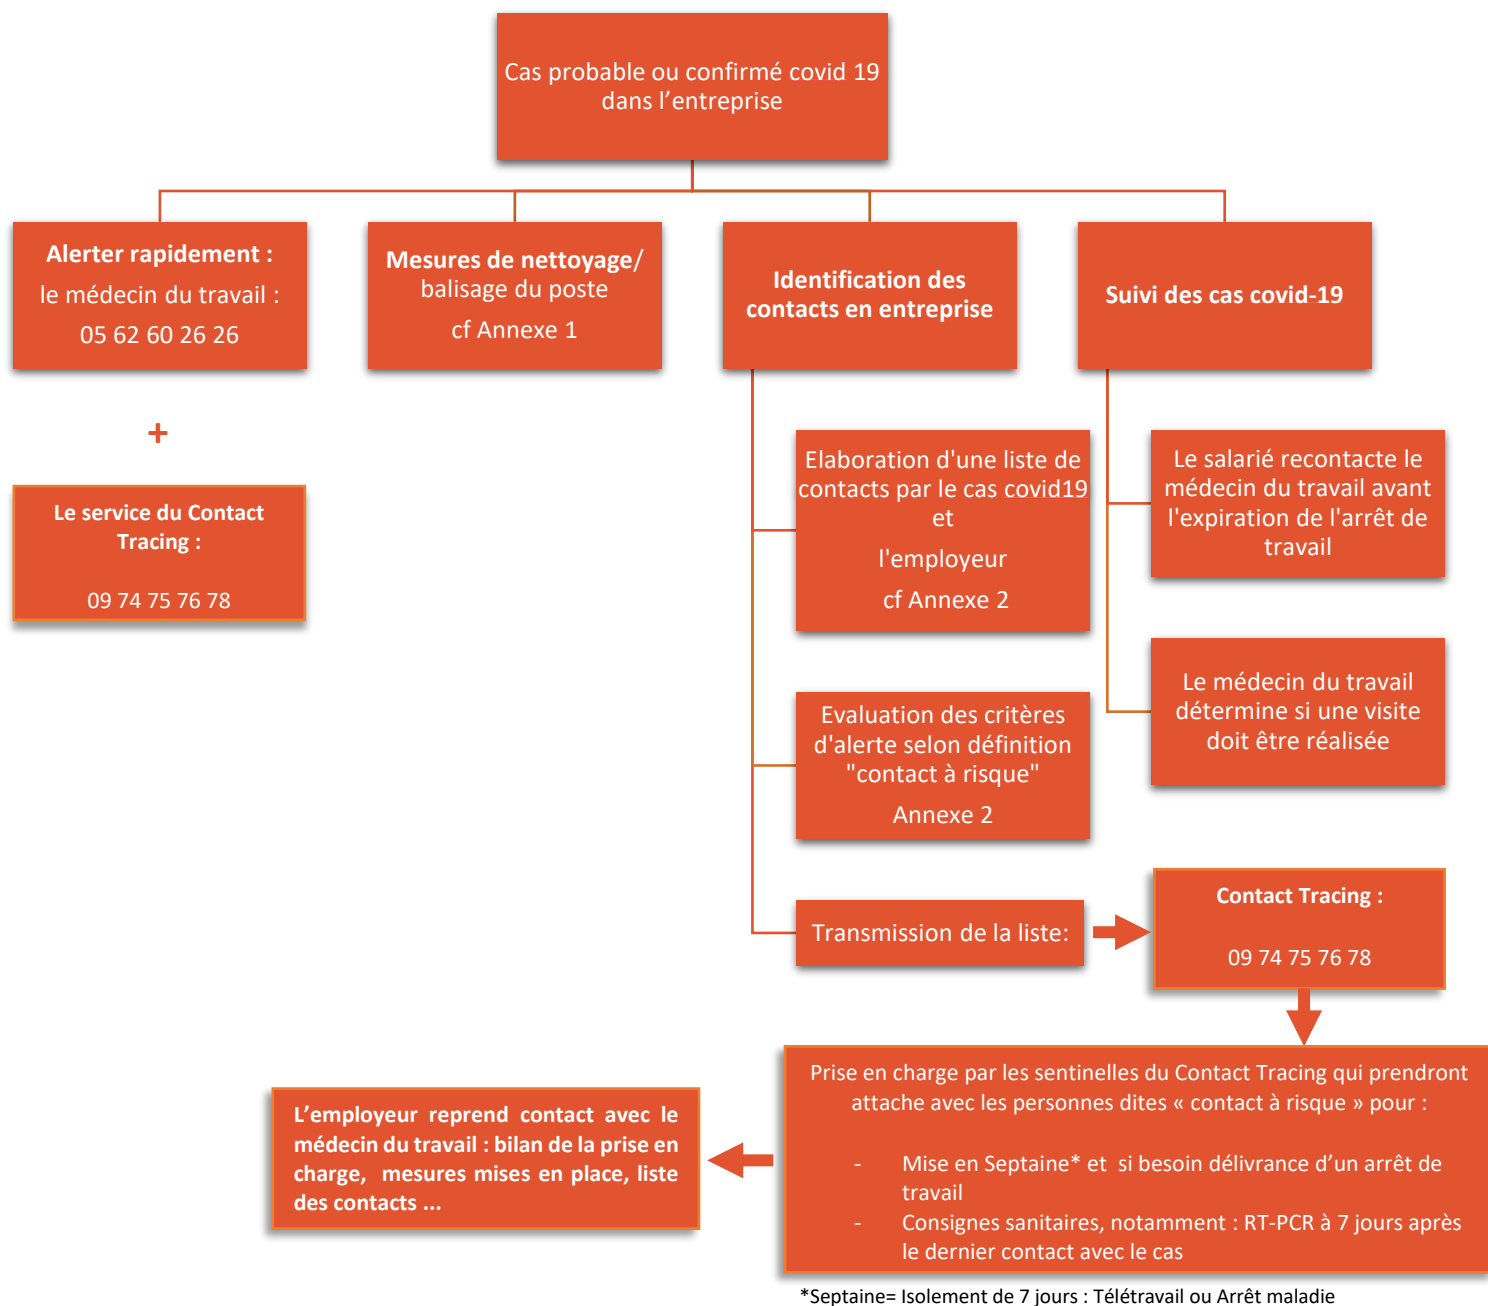 Cas probable ou confirmé covid 19
dans l’entreprise
Alerter rapidement :
le médecin du travail :
05 62 60 26 26
+
Le service du Contact
Tracing :
09 74 75 76 78
Mesures de nettoyage/
balisage du poste
cf Annexe 1
Identification des
contacts en entreprise
Elaboration d'une liste de
contacts par le cas covid19
et
l'employeur
cf Annexe 2
Evaluation des critères
d'alerte selon définition
"contact à risque"
Annexe 2
Transmission de la liste:
Suivi des cas covid-19
Le salarié recontacte le
médecin du travail avant
l'expiration de l'arrêt de
travail
Le médecin du travail
détermine si une visite
doit être réalisée
Contact Tracing :
09 74 75 76 78
Prise en charge par les sentinelles du Contact Tracing qui prendront
attache avec les personnes dites « contact à risque » pour :
- Mise en Septaine* et si besoin délivrance d’un arrêt de
travail
- Consignes sanitaires, notamment : RT-PCR à 7 jours après
le dernier contact avec le cas
L’employeur reprend contact avec le
médecin du travail : bilan de la prise en
charge, mesures mises en place, liste
des contacts ...
*Septaine= Isolement de 7 jours : Télétravail ou Arrêt maladie